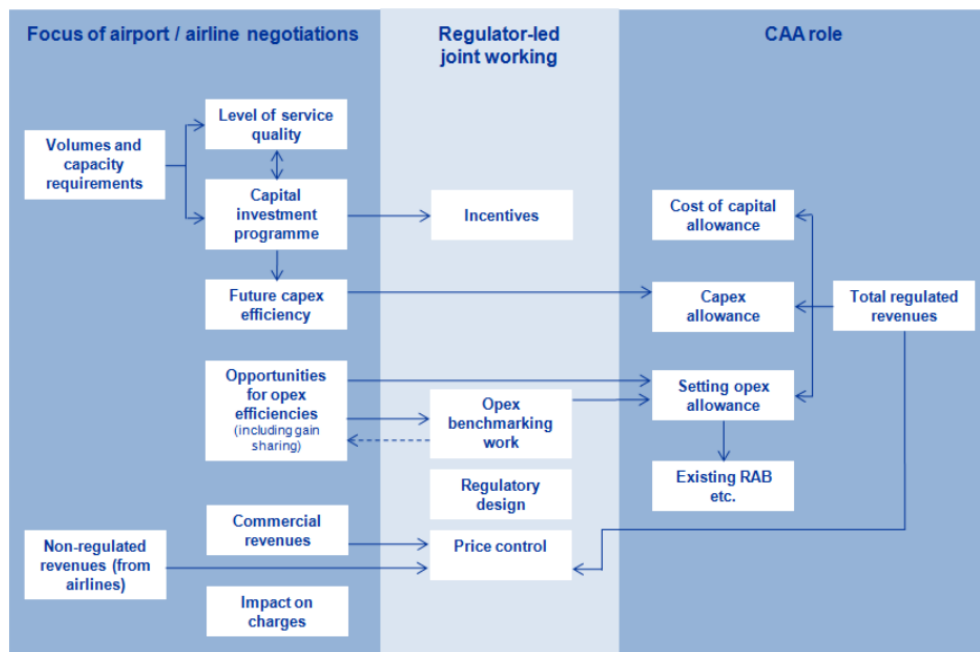 Focus of airport / airline negotiations
Regulator-led
joint working
CAA role
Volumes and
capacity
requirements
Level of service
quality
Capital
investment
programme
Incentives
Cost of capital
allowance
Future capex
efficiency
Capex
allowance
Total regulated
revenues
Opportunities
for opex
efficiencies
(including gain
sharing)
Opex
benchmarking
work
Setting opex
allowance
Regulatory
design
Existing RAB
etc.
Commercial
revenues
Non-regulated
revenues (from
airlines)
Price control
Impact on
charges